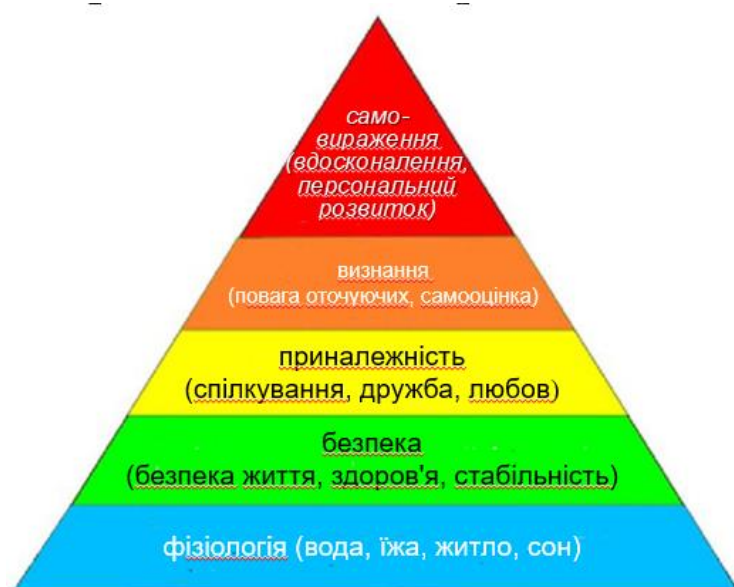 само-
вираження
(вдосконалення,
персональний
розвиток)
визнання
(повага оточуючих, самооцінка)
приналежність
(спілкування, дружба, любов)
безпека
(безпека життя, здоров'я, стабільність)
фізіологія (вода, їжа, житло, сон)